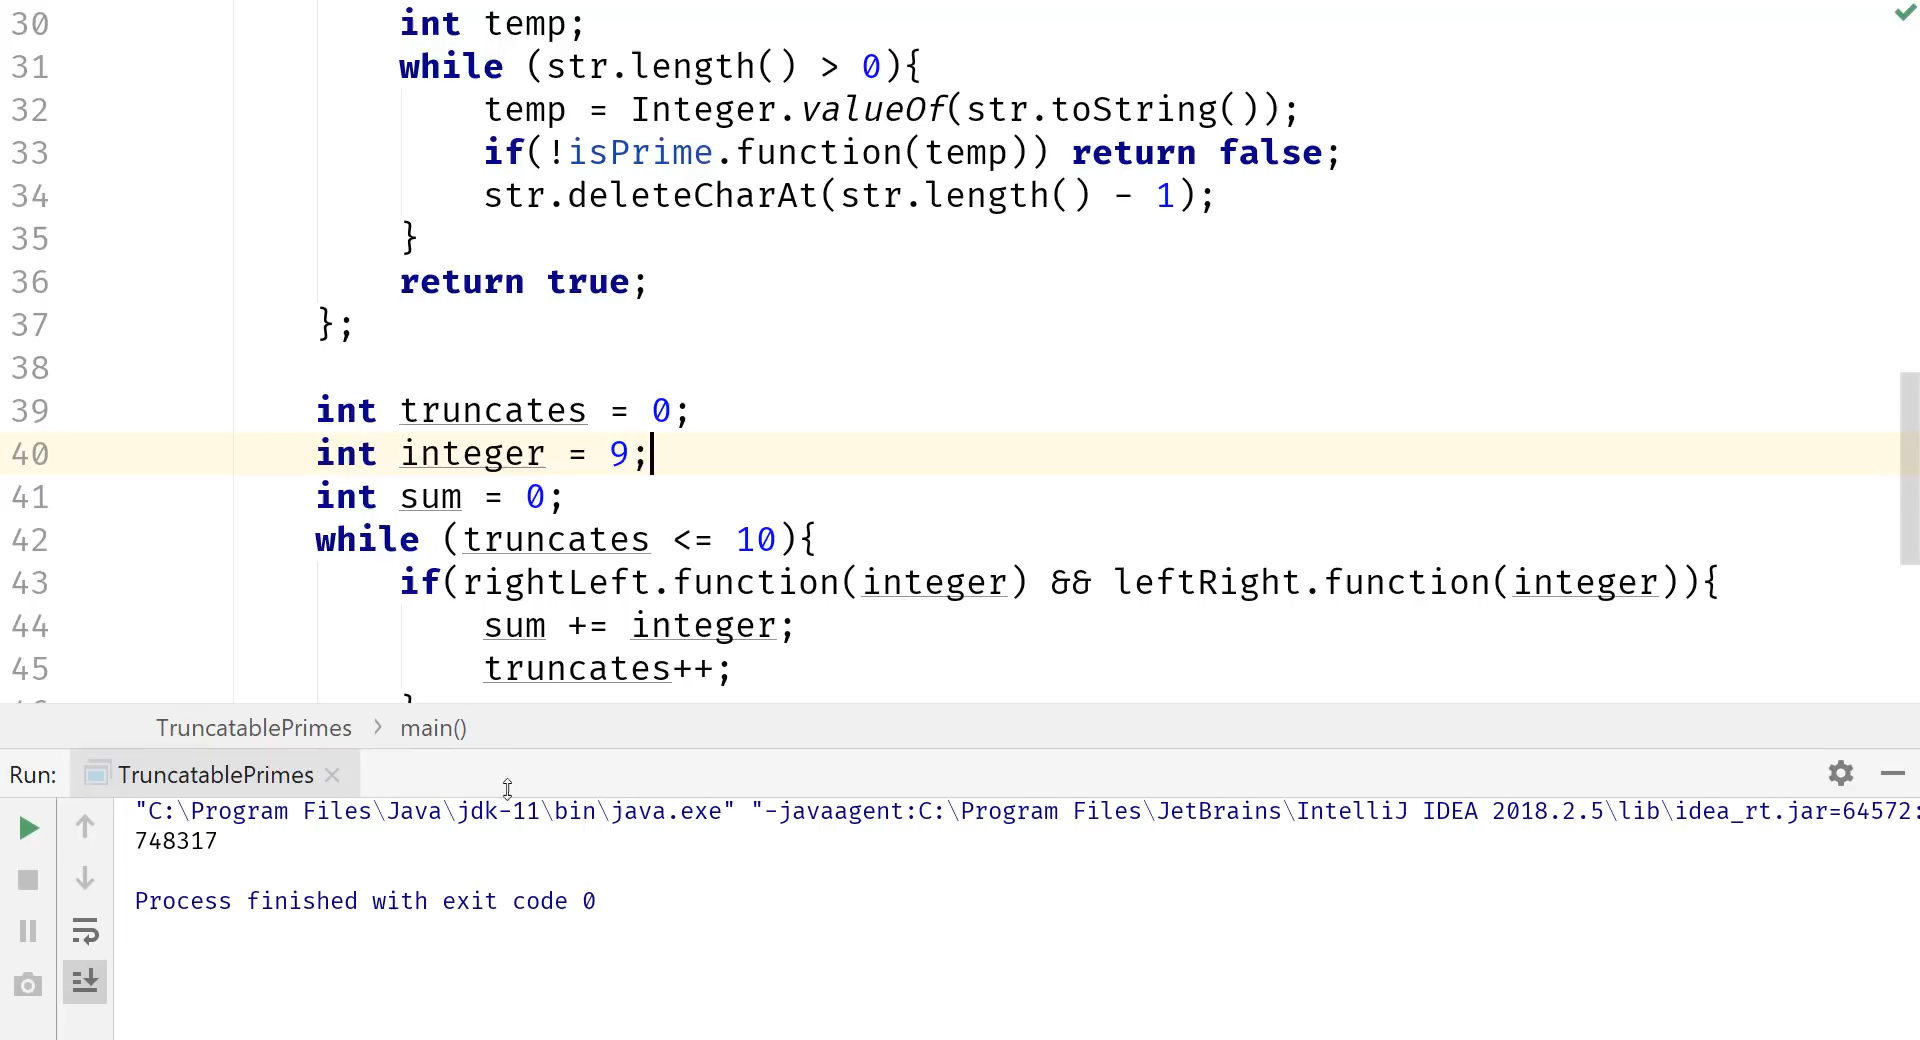 30 int temp;
31 while (str.length() > 0){
32 temp = Integer.valueOf(str.toString());
33 if(!isPrime.function(temp)) return false;
34 str.deleteCharAt(str.length() - 1);
35 }
36 return true;
37 };
38
39 int truncates = 0;
40 int integer = 9;
41 int sum = 0;
42 while (truncates <= 10){
43 if(rightLeft.function(integer) && leftRight.function(integer)){
44 sum += integer;
45 truncates++;
TruncatablePrimes > main()
Run: TruncatablePrimes
"C:\Program Files\Java\jdk-11\bin\java.exe" "-javaagent:C:\Program Files\JetBrains\IntelliJ IDEA 2018.2.5\lib\idea_rt.jar=64572:
748317
Process finished with exit code 0